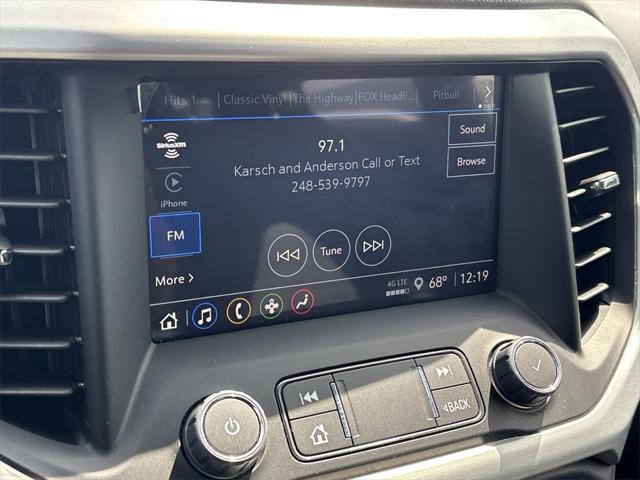 Hits 1
Classic Vinyl
The Highway
FOX Headli...
Pitbull
SiriusXM
97.1
Sound
Karsch and Anderson Call or Text
Browse
248-539-9797
iPhone
FM
Tune
More >
4G LTE
68° 12:19
BACK